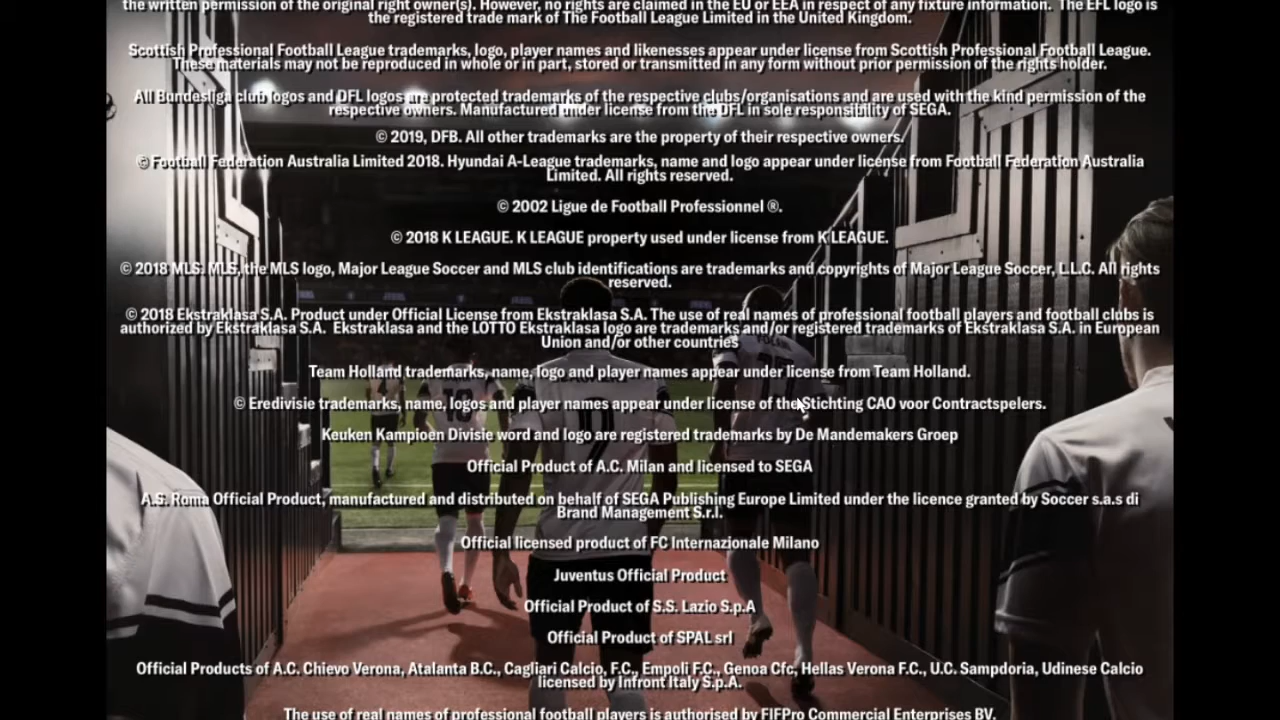 the written permission of the original right owner(s). However, no rights are claimed in the EU or EEA in respect of any fixture information. The EFL logo is
the registered trade mark of The Football League Limited in the United Kingdom.
Scottish Professional Football League trademarks, logo, player names and likenesses appear under license from Scottish Professional Football League.
These materials may not be reproduced in whole or in part, stored or transmitted in any form without prior permission of the rights holder.
All Bundesliga club logos and DFL logos are protected trademarks of the respective clubs/organisations and are used with the kind permission of the
respective owners. Manufactured under license from the DFL in sole responsibility of SEGA.
© 2019, DFB. All other trademarks are the property of their respective owners.
© Football Federation Australia Limited 2018. Hyundai A-League trademarks, name and logo appear under license from Football Federation Australia
Limited. All rights reserved.
© 2002 Ligue de Football Professionnel ®.
© 2018 K LEAGUE. K LEAGUE property used under license from K LEAGUE.
© 2018 MLS. MLS, the MLS logo, Major League Soccer and MLS club identifications are trademarks and copyrights of Major League Soccer, L.L.C. All rights
reserved.
© 2018 Ekstraklasa S.A. Product under Official License from Ekstraklasa S.A. The use of real names of professional football players and football clubs is
authorized by Ekstraklasa S.A. Ekstraklasa and the LOTTO Ekstraklasa logo are trademarks and/or registered trademarks of Ekstraklasa S.A. in European
Union and/or other countries
Team Holland trademarks, name, logo and player names appear under license from Team Holland.
© Eredivisie trademarks, name, logos and player names appear under license of the Stichting CAO voor Contractspelers.
Keuken Kampioen Divisie word and logo are registered trademarks by De Mandemakers Groep
Official Product of A.C. Milan and licensed to SEGA
A.S. Roma Official Product, manufactured and distributed on behalf of SEGA Publishing Europe Limited under the licence granted by Soccer s.a.s di
Brand Management S.r.l.
Official licensed product of FC Internazionale Milano
Juventus Official Product
Official Product of S.S. Lazio S.p.A
Official Product of SPAL srl
Official Products of A.C. Chievo Verona, Atalanta B.C., Cagliari Calcio, F.C., Empoli F.C., Genoa Cfc, Hellas Verona F.C., U.C. Sampdoria, Udinese Calcio
licensed by Infront Italy S.p.A.
The use of real names of professional football players is authorised by FIFPro Commercial Enterprises BV.